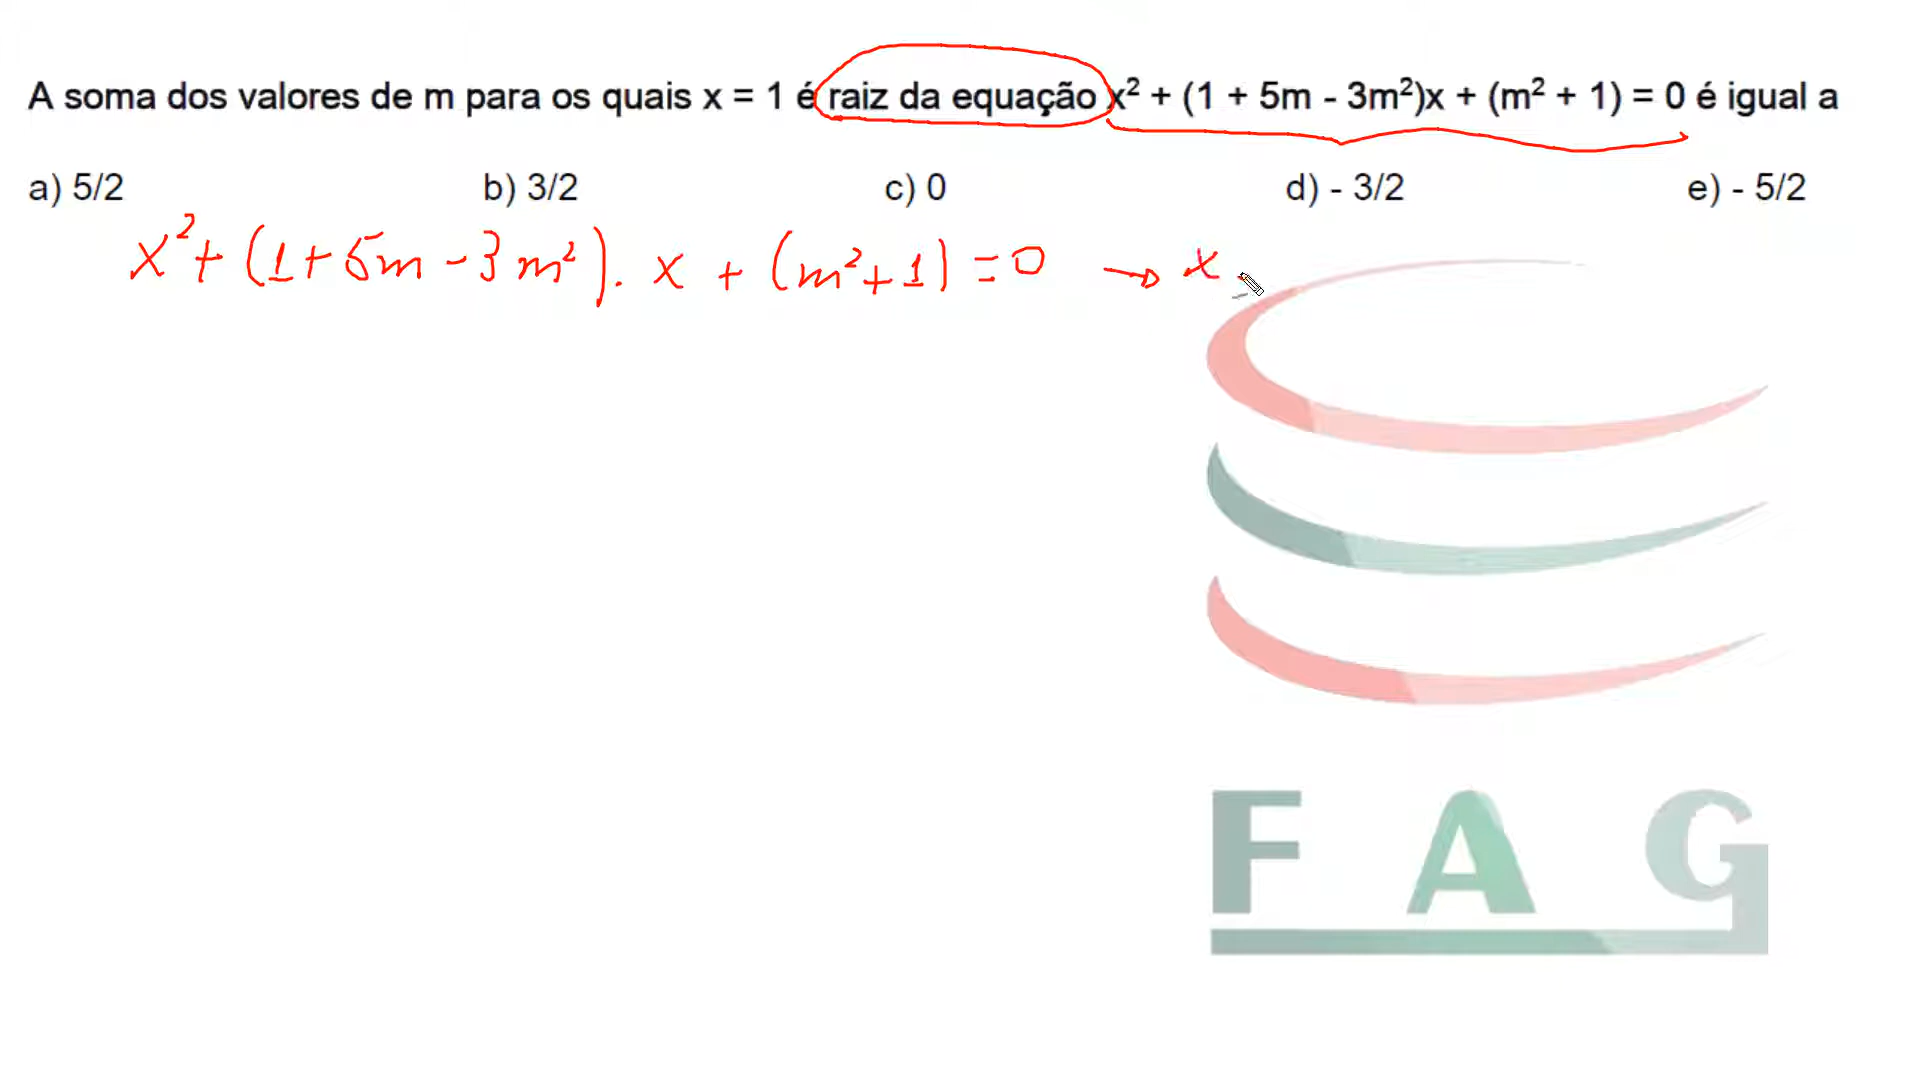 A soma dos valores de m para os quais x = 1 é raiz da equação x² + (1 + 5m - 3m²)x + (m² + 1) = 0 é igual a
a) 5/2 b) 3/2 c) 0 d) - 3/2 e) - 5/2
x² + (1 + 5m - 3m²). x + (m² + 1) = 0 → x
F A G